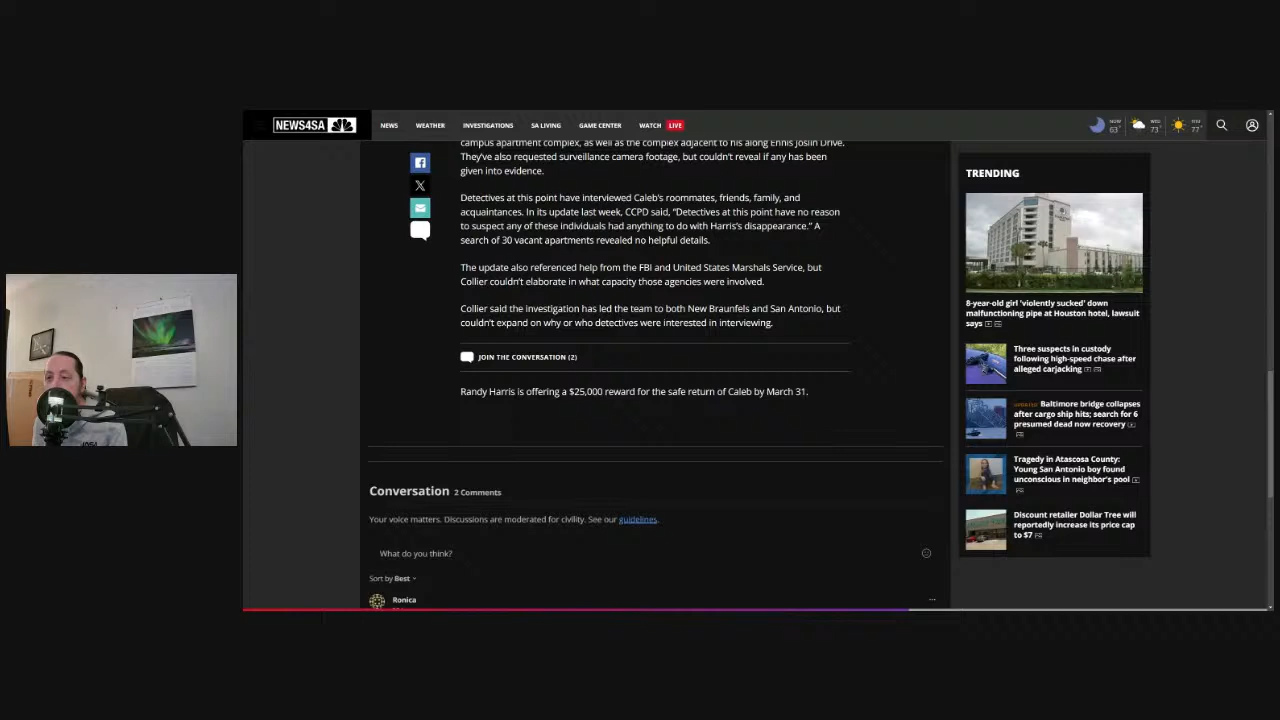 NEWS4SA
NEWS
WEATHER
INVESTIGATIONS
SA LIVING
GAME CENTER
WATCH LIVE
NOW 63°
WED 73°
THU 77°
campus apartment complex, as well as the complex adjacent to his along Ennis Joslin Drive.
They've also requested surveillance camera footage, but couldn't reveal if any has been
given into evidence.
Detectives at this point have interviewed Caleb's roommates, friends, family, and
acquaintances. In its update last week, CCPD said, "Detectives at this point have no reason
to suspect any of these individuals had anything to do with Harris's disappearance." A
search of 30 vacant apartments revealed no helpful details.
The update also referenced help from the FBI and United States Marshals Service, but
Collier couldn't elaborate in what capacity those agencies were involved.
Collier said the investigation has led the team to both New Braunfels and San Antonio, but
couldn't expand on why or who detectives were interested in interviewing.
JOIN THE CONVERSATION (2)
Randy Harris is offering a $25,000 reward for the safe return of Caleb by March 31.
Conversation 2 Comments
Your voice matters. Discussions are moderated for civility. See our guidelines.
What do you think?
Sort by Best
Ronica
TRENDING
8-year-old girl 'violently sucked' down
malfunctioning pipe at Houston hotel, lawsuit
says
Three suspects in custody
following high-speed chase after
alleged carjacking
UPDATED Baltimore bridge collapses
after cargo ship hits; search for 6
presumed dead now recovery
Tragedy in Atascosa County:
Young San Antonio boy found
unconscious in neighbor's pool
Discount retailer Dollar Tree will
reportedly increase its price cap
to $7